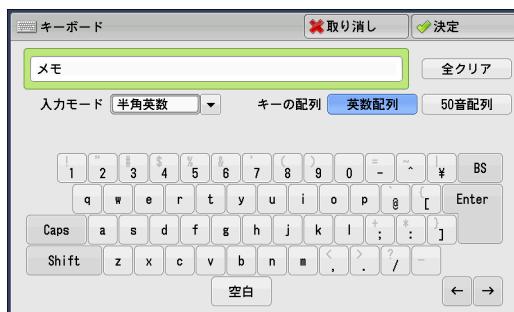 キーボード 取り消し 決定
メモ 全クリア
入力モード 半角英数 キーの配列 英数配列 50音配列
! " # $ % & ' ( ) = ~ |
1 2 3 4 5 6 7 8 9 0 - ^ ¥ BS
q w e r t y u i o p ` @ { [ Enter
Caps a s d f g h j k l + ; * : } ]
Shift z x c v b n m < , > . ? / _
空白 ← →